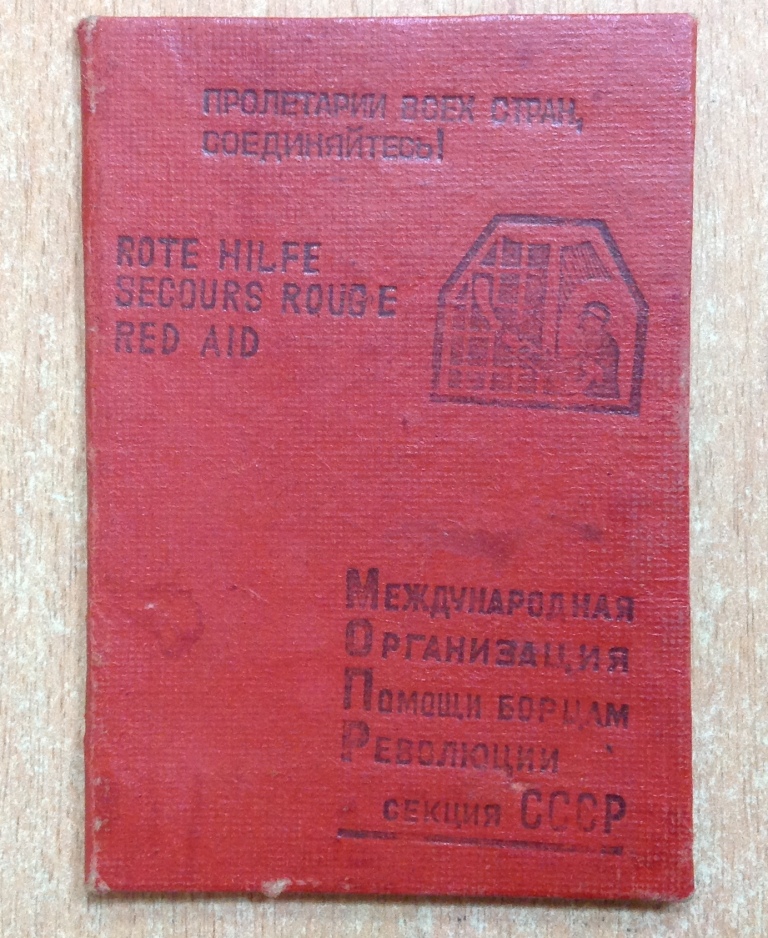 ПРОЛЕТАРИИ ВСЕХ СТРАН,
СОЕДИНЯЙТЕСЬ!
ROTE HILFE
SECOURS ROUGE
RED AID
МЕЖДУНАРОДНАЯ
ОРГАНИЗАЦИЯ
ПОМОЩИ БОРЦАМ
РЕВОЛЮЦИИ
СЕКЦИЯ СССР